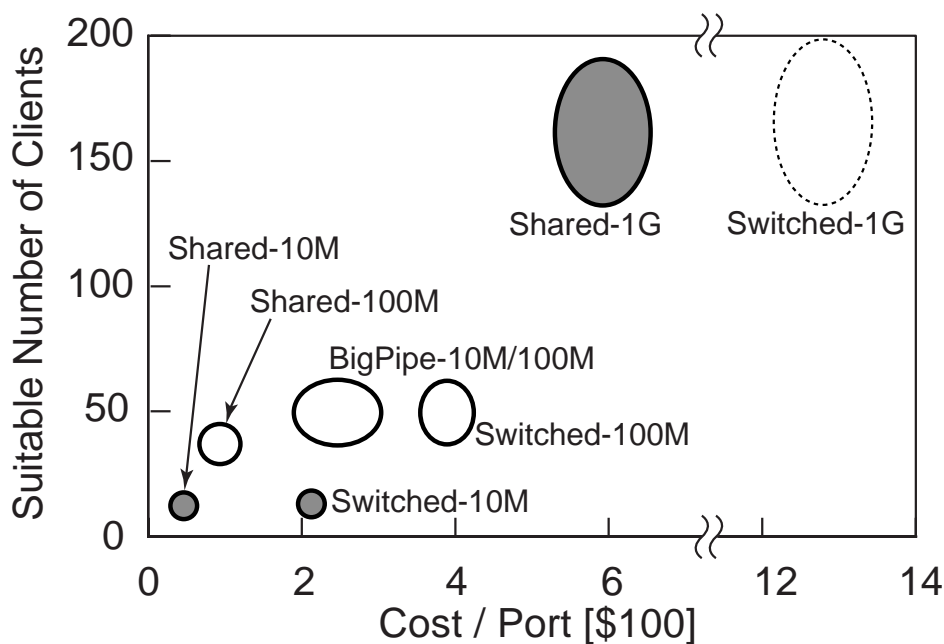 Suitable Number of Clients
200
150
100
50
0
Shared-1G
Switched-1G
Shared-10M
Shared-100M
BigPipe-10M/100M
Switched-100M
Switched-10M
0 2 4 6 12 14
Cost / Port [$100]